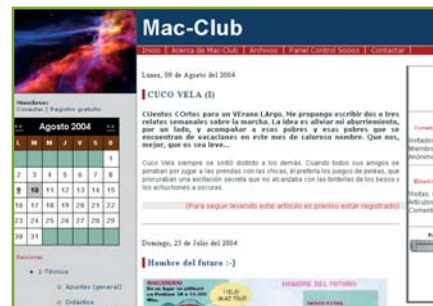 Mac-Club
Inicio | Acerca de Mac-Club | Archivos | Panel Control Socios | Contactar |
Miembros:
Conectar | Registro gratuito
<< Agosto 2004 >>
L M M J V S D
1
2 3 4 5 6 7 8
9 10 11 12 13 14 15
16 17 18 19 20 21 22
23 24 25 26 27 28 29
30 31
1-Técnica
Apuntes (general)
Didáctica
Lunes, 09 de Agosto del 2004
CUCO VELA (I)
CUentos COrtos para un VErano LArgo. Me propongo escribir dos o tres
relatos semanales sobre la marcha. La idea es aliviar mi aburrimiento,
por un lado, y acompañar a esos pobres y esas pobres que se
encuentran de vacaciones en este mes de caluroso nombre. Que nos,
mejor, que os sea leve...
Cuco Vela siempre se sintió distinto a los demás. Cuando todos sus amigos se
pirraban por jugar a las prendas con las chicas, él prefería los juegos de peleas, que
procuraban una excitación secreta que no alcanzaba con las tonterías de los besos y
los achuchones a oscuras.
(Para seguir leyendo este artículo es preciso estar registrado)
Domingo, 25 de Julio del 2004
Hombre del futuro :-)
HOMBRE DEL FUTURO
Invitados
Miembros
Anónimos
Visitas:
Artículos
Coment